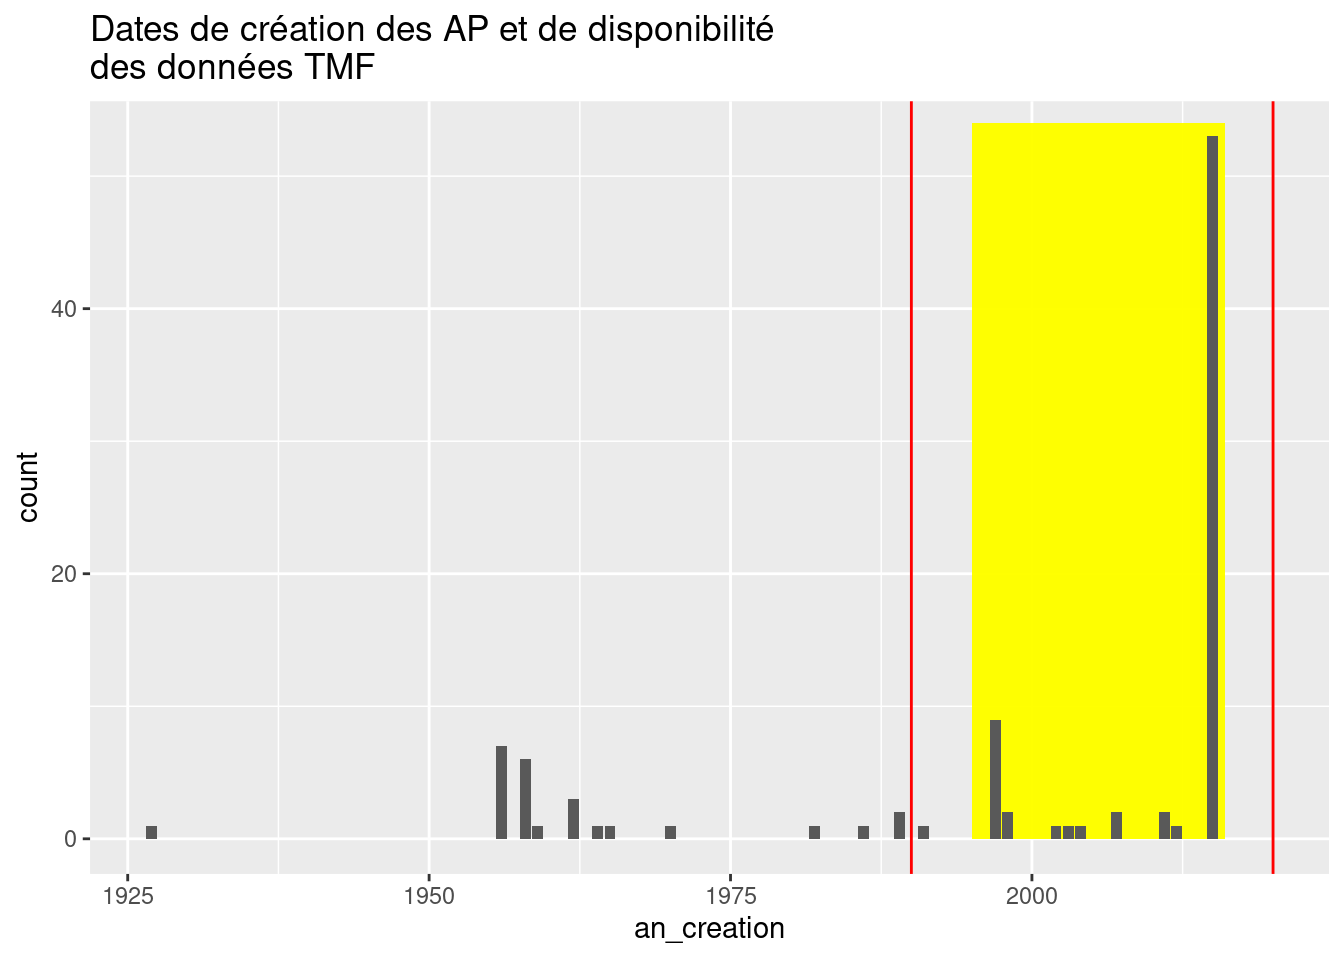 Dates de création des AP et de disponibilité
des données TMF
40
20
0
count
1925 1950 1975 2000
an_creation